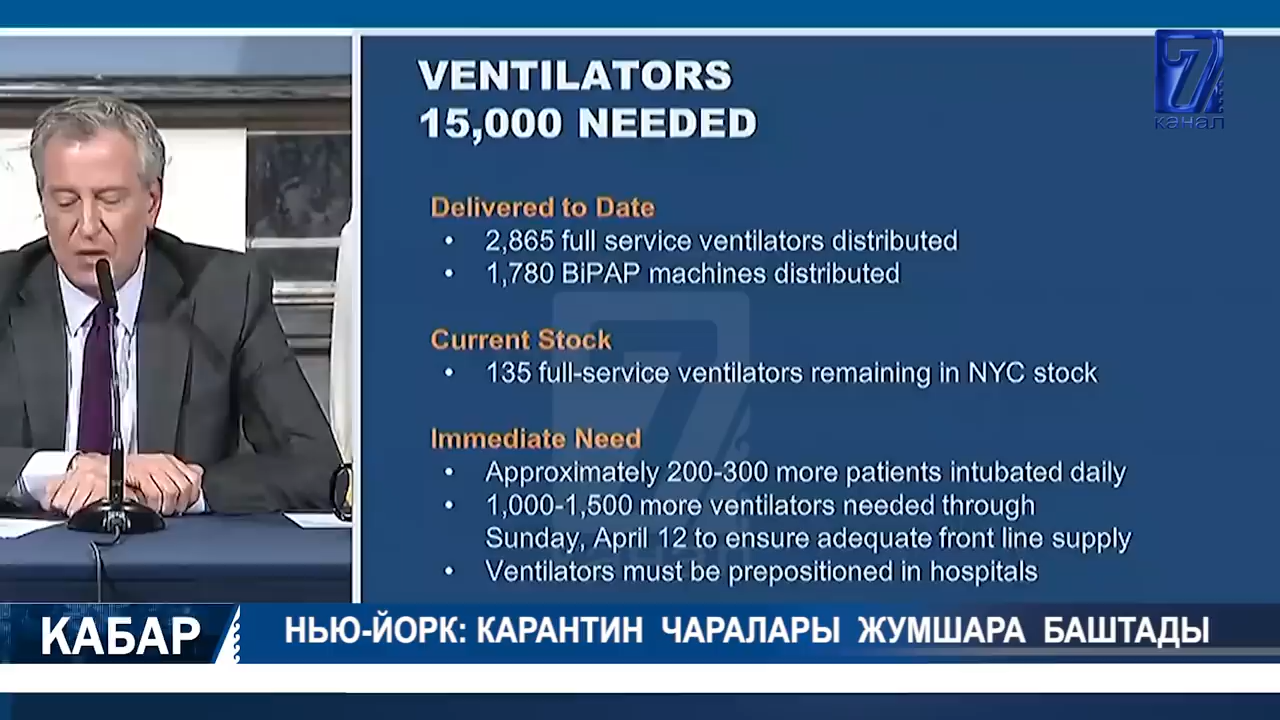 VENTILATORS
15,000 NEEDED
7
канал
Delivered to Date
• 2,865 full service ventilators distributed
• 1,780 BiPAP machines distributed
Current Stock
• 135 full-service ventilators remaining in NYC stock
Immediate Need
• Approximately 200-300 more patients intubated daily
• 1,000-1,500 more ventilators needed through
Sunday, April 12 to ensure adequate front line supply
• Ventilators must be prepositioned in hospitals
КАБАР
НЬЮ-ЙОРК: КАРАНТИН ЧАРАЛАРЫ ЖУМШАРА БАШТАДЫ